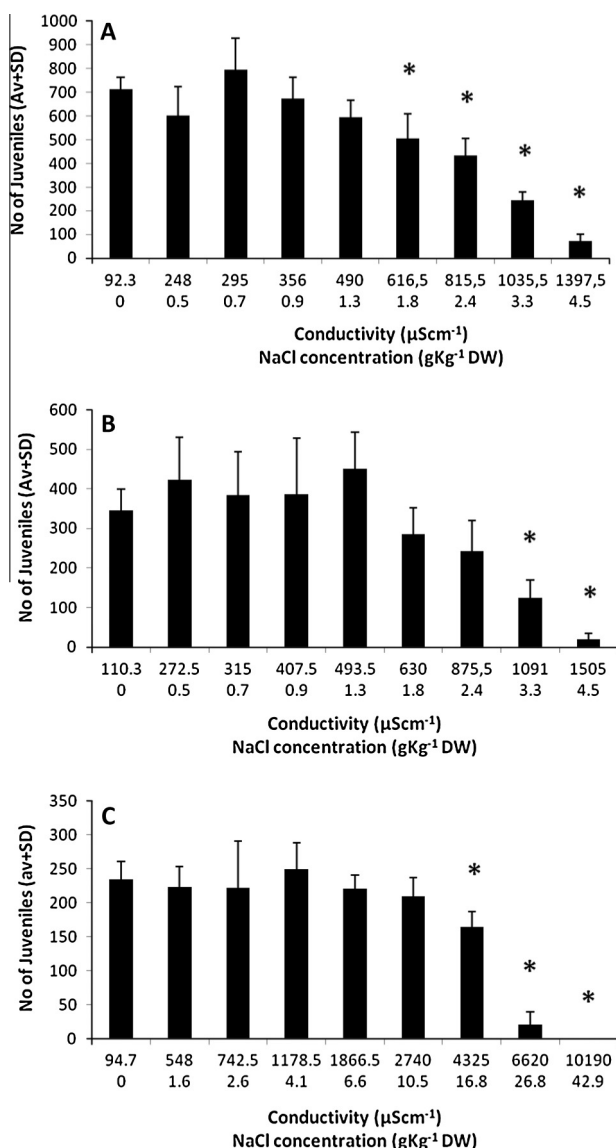 A
No of Juveniles (Av+SD)
1000
900
800
700
600
500
400
300
200
100
0
* * * *
92.3 248 295 356 490 616,5 815,5 1035,5 1397,5
0 0.5 0.7 0.9 1.3 1.8 2.4 3.3 4.5
Conductivity (µScm-1)
NaCl concentration (gKg-1 DW)
B
No of Juveniles (Av+SD)
600
500
400
300
200
100
0
* *
110.3 272.5 315 407.5 493.5 630 875,5 1091 1505
0 0.5 0.7 0.9 1.3 1.8 2.4 3.3 4.5
Conductivity (µScm-1)
NaCl concentration (gKg-1 DW)
C
No of Juveniles (av+SD)
350
300
250
200
150
100
50
0
* * *
94.7 548 742.5 1178.5 1866.5 2740 4325 6620 10190
0 1.6 2.6 4.1 6.6 10.5 16.8 26.8 42.9
Conductivity (µScm-1)
NaCl concentration (gKg-1 DW)